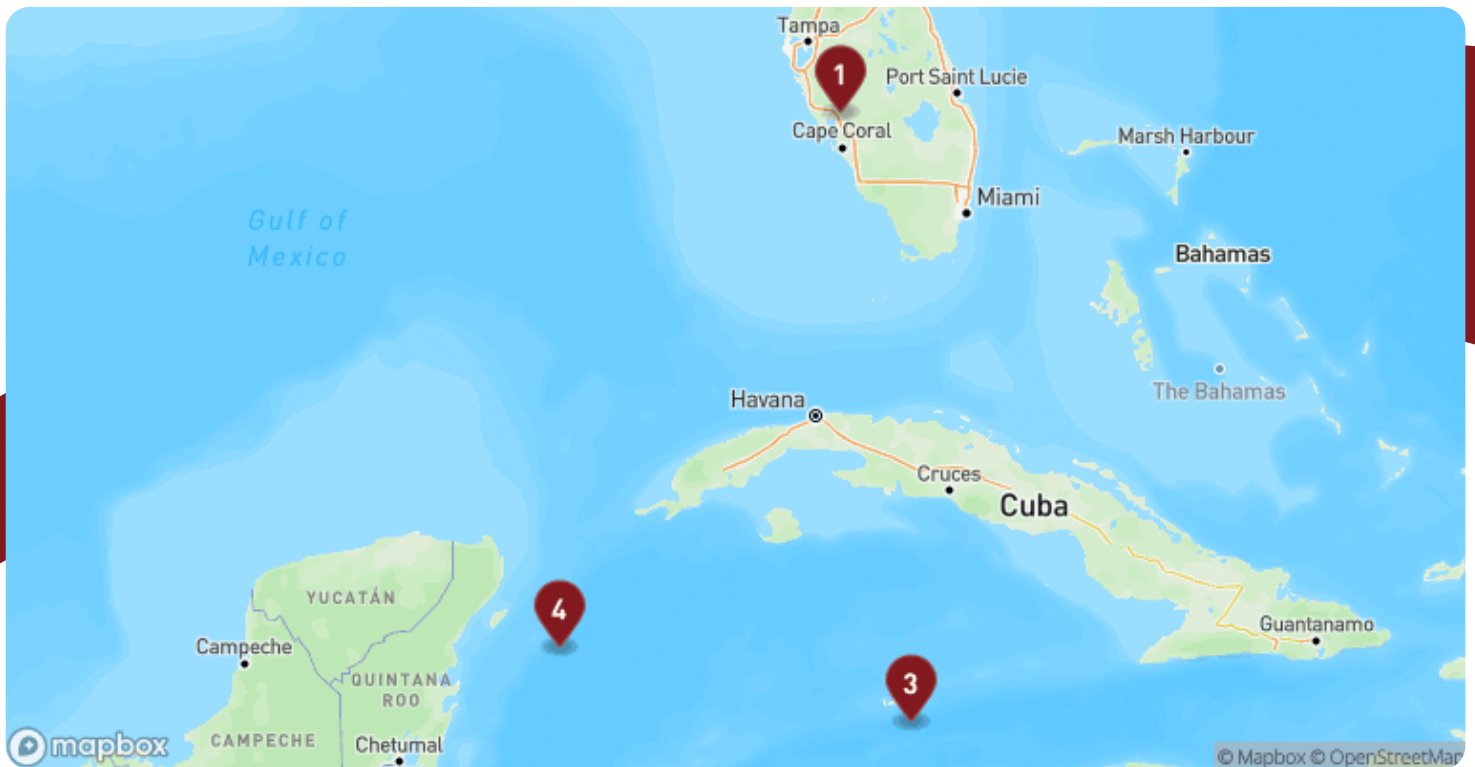 Tampa
1
Port Saint Lucie
Cape Coral
Marsh Harbour
Miami
Gulf of
Mexico
Bahamas
The Bahamas
Havana
Cruces
Cuba
YUCATÁN
4
Campeche
Guantanamo
QUINTANA
ROO
3
CAMPECHE
Chetumal
mapbox
© Mapbox © OpenStreetMap